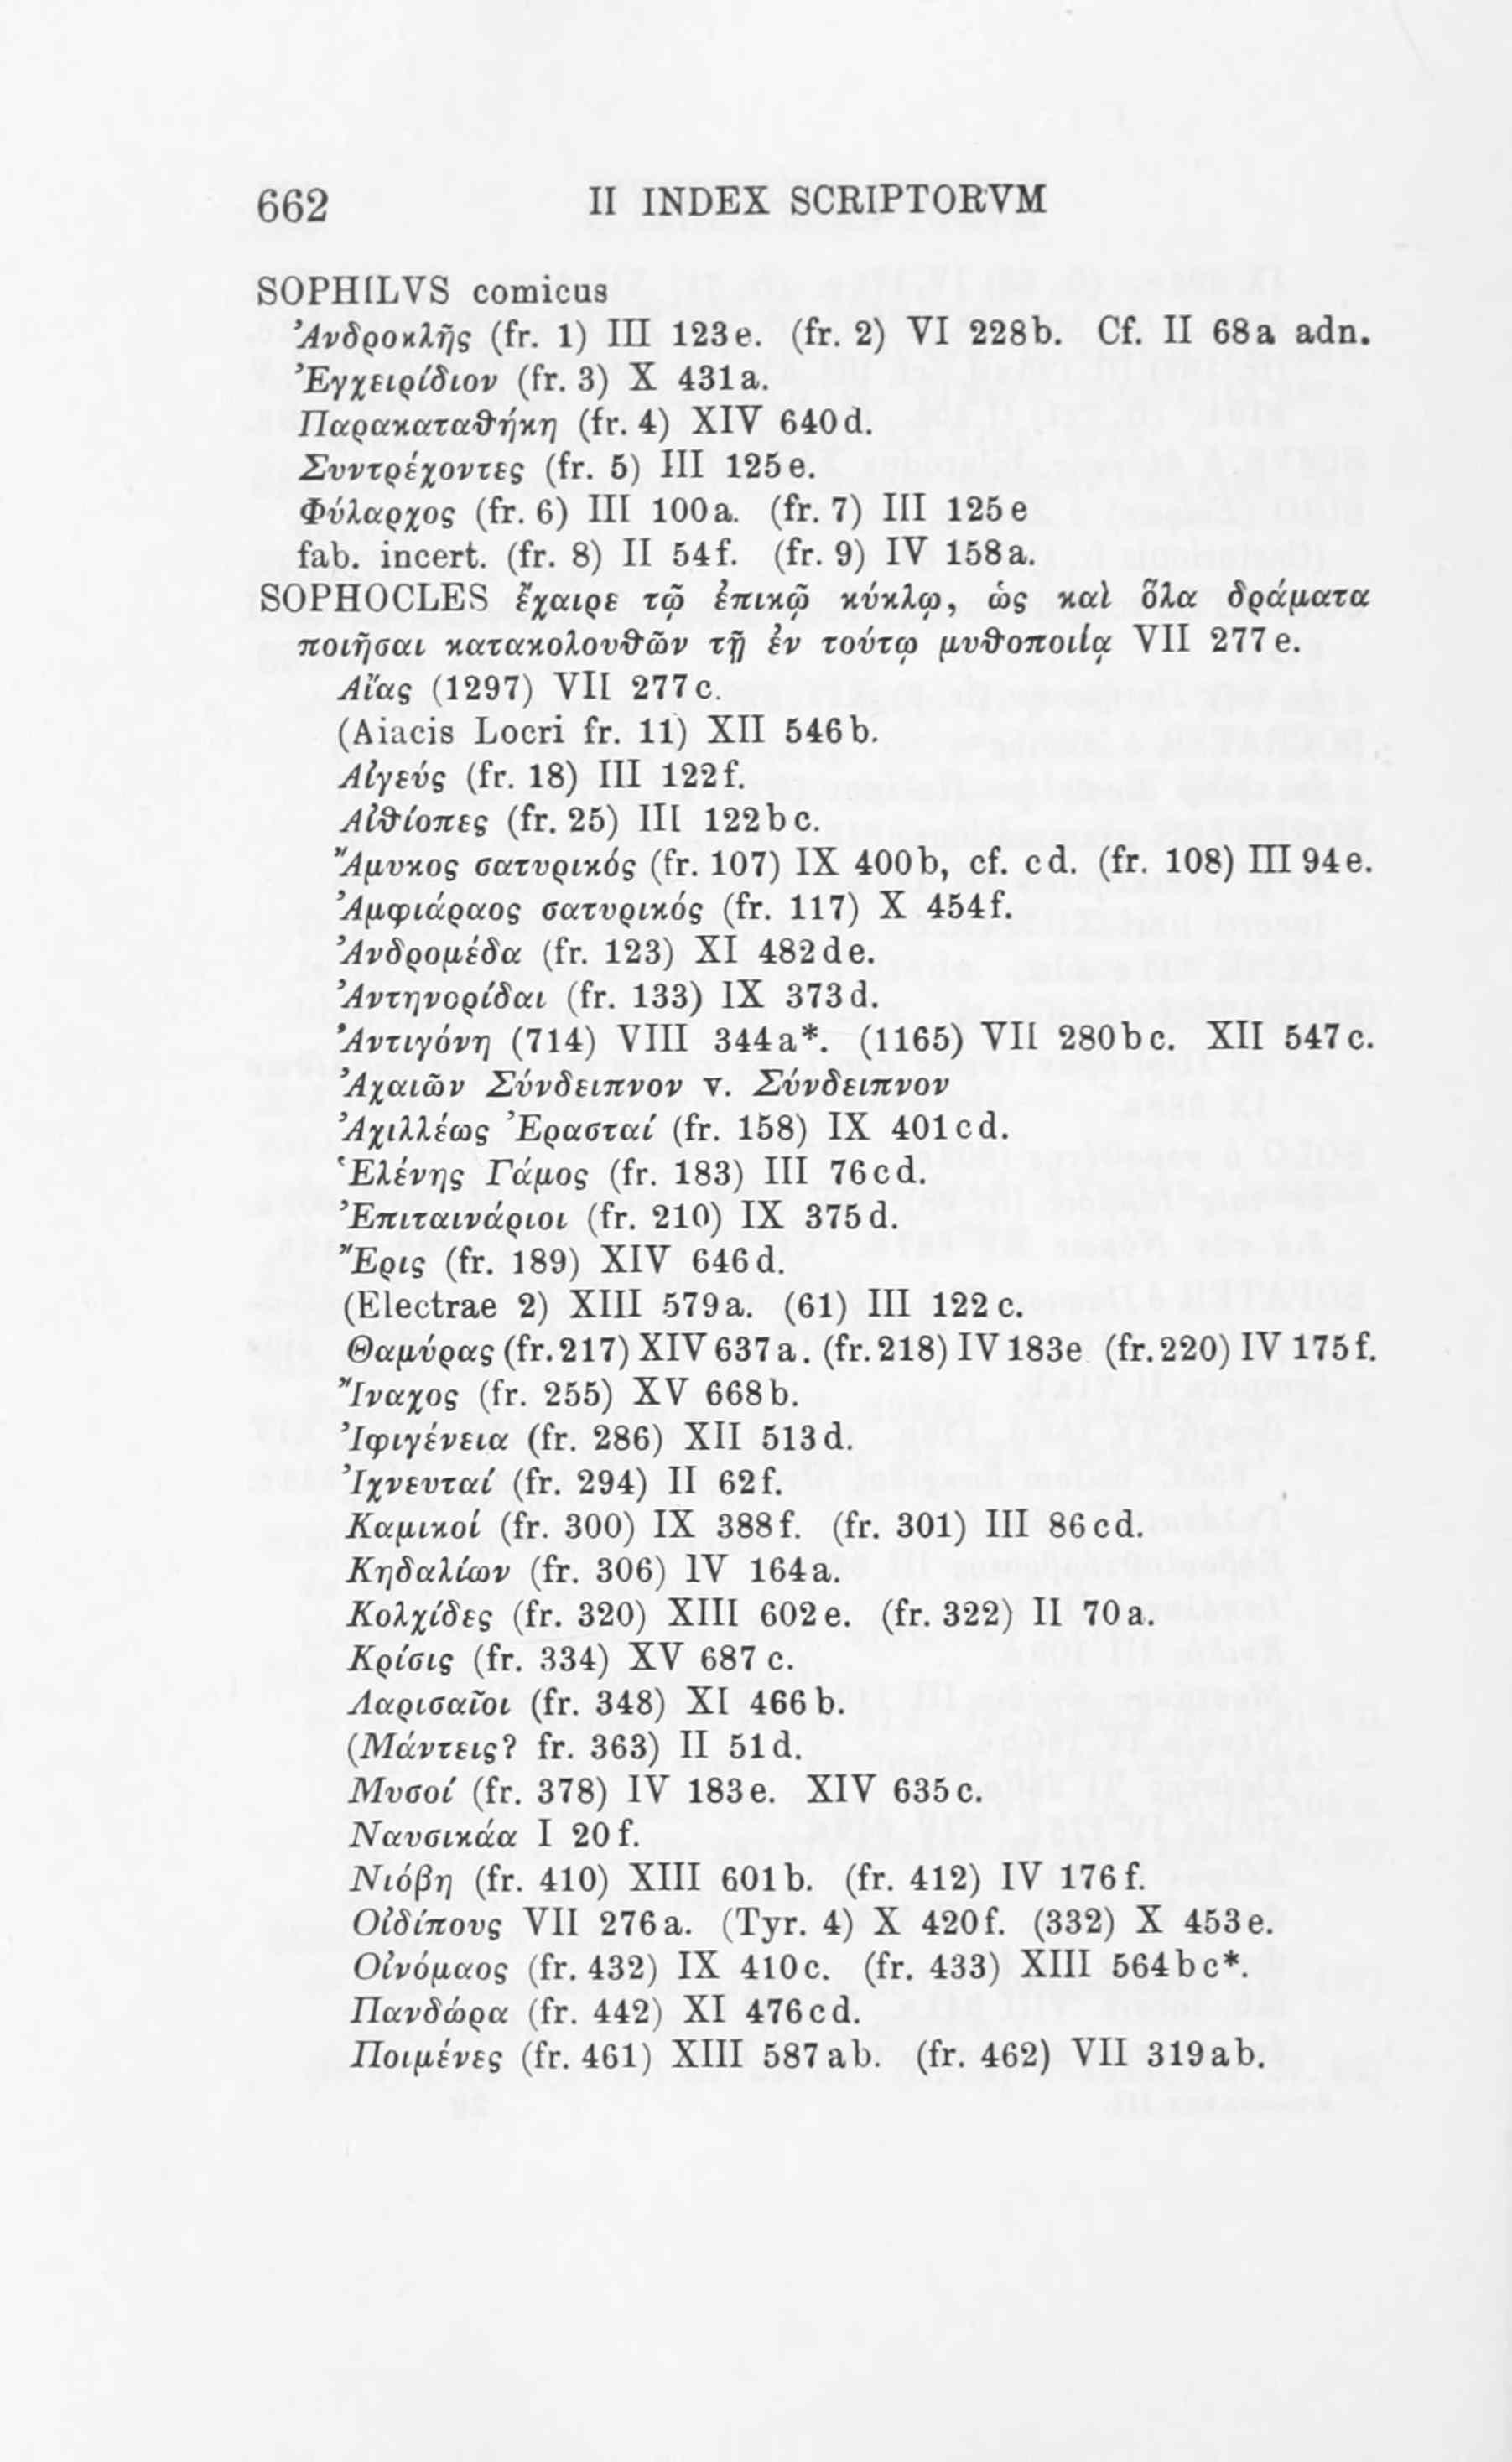 662 II INDEX SCRIPTORVM
SOPHILVS comicus
Ἀνδροκλῆς (fr. 1) III 123e. (fr. 2) VI 228b. Cf. II 68a adn.
Ἐγχειρίδιον (fr. 3) X 431a.
Παρακαταθήκη (fr. 4) XIV 640d.
Συντρέχοντες (fr. 5) III 125e.
Φύλαρχος (fr. 6) III 100a. (fr. 7) III 125e
fab. incert. (fr. 8) II 54f. (fr. 9) IV 158a.
SOPHOCLES ἔχαιρε τῷ ἐπικῷ κύκλῳ, ὡς καὶ ὅλα δράματα
ποιῆσαι κατακολουθῶν τῇ ἐν τούτῳ μυθοποιίᾳ VII 277e.
Αἴας (1297) VII 277c.
(Aiacis Locri fr. 11) XII 546b.
Αἰγεύς (fr. 18) III 122f.
Αἰθίοπες (fr. 25) III 122bc.
Ἄμυκος σατυρικός (fr. 107) IX 400b, cf. cd. (fr. 108) III 94e.
Ἀμφιάραος σατυρικός (fr. 117) X 454f.
Ἀνδρομέδα (fr. 123) XI 482de.
Ἀντηνορίδαι (fr. 133) IX 373d.
Ἀντιγόνη (714) VIII 344a*. (1165) VII 280bc. XII 547c.
Ἀχαιῶν Σύνδειπνον v. Σύνδειπνον
Ἀχιλλέως Ἐρασταί (fr. 158) IX 401cd.
Ἑλένης Γάμος (fr. 183) III 76cd.
Ἐπιταινάριοι (fr. 210) IX 375d.
Ἔρις (fr. 189) XIV 646d.
(Electrae 2) XIII 579a. (61) III 122c.
Θαμύρας (fr. 217) XIV 637a. (fr. 218) IV 183e (fr. 220) IV 175f.
Ἴναχος (fr. 255) XV 668b.
Ἰφιγένεια (fr. 286) XII 513d.
Ἰχνευταί (fr. 294) II 62f.
Καμικοί (fr. 300) IX 388f. (fr. 301) III 86cd.
Κηδαλίων (fr. 306) IV 164a.
Κολχίδες (fr. 320) XIII 602e. (fr. 322) II 70a.
Κρίσις (fr. 334) XV 687c.
Λαρισαῖοι (fr. 348) XI 466b.
(Μάντεις? fr. 363) II 51d.
Μυσοί (fr. 378) IV 183e. XIV 635c.
Ναυσικάα I 20f.
Νιόβη (fr. 410) XIII 601b. (fr. 412) IV 176f.
Οἰδίπους VII 276a. (Tyr. 4) X 420f. (332) X 453e.
Οἰνόμαος (fr. 432) IX 410c. (fr. 433) XIII 564bc*.
Πανδώρα (fr. 442) XI 476cd.
Ποιμένες (fr. 461) XIII 587ab. (fr. 462) VII 319ab.